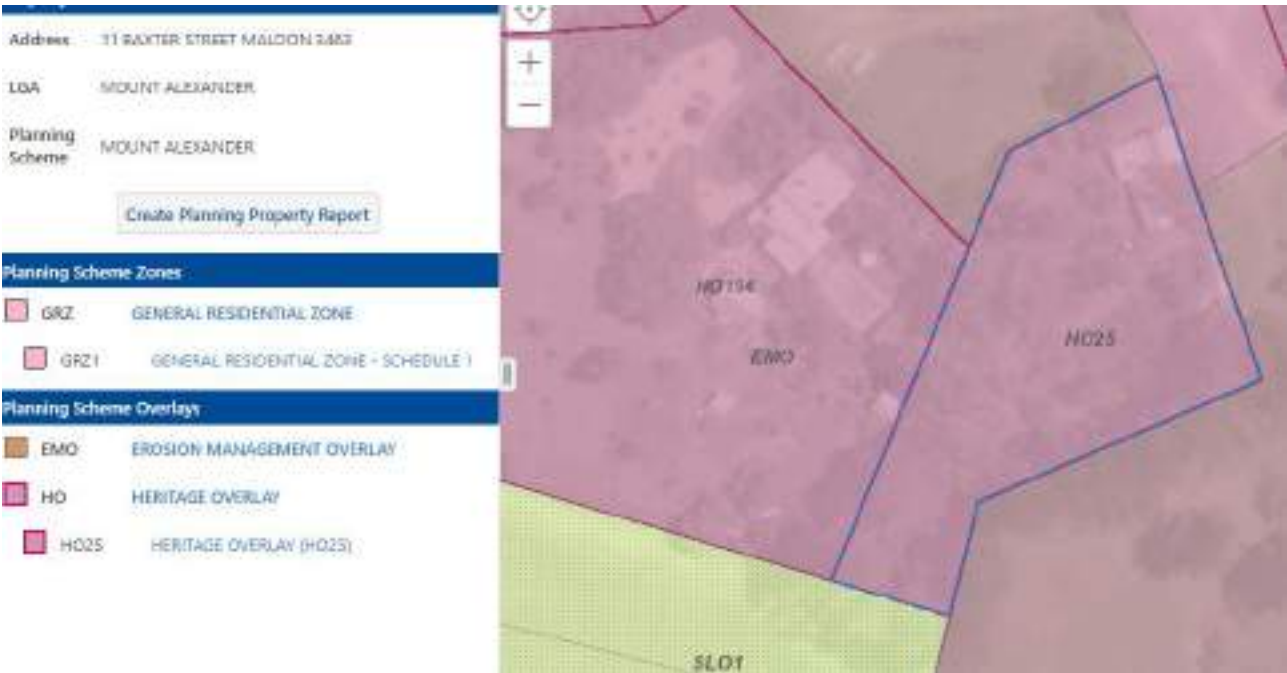 Address 11 BAXTER STREET MALDON 3463
LGA MOUNT ALEXANDER
Planning Scheme MOUNT ALEXANDER
Create Planning Property Report
Planning Scheme Zones
GRZ GENERAL RESIDENTIAL ZONE
GRZ1 GENERAL RESIDENTIAL ZONE - SCHEDULE 1
Planning Scheme Overlays
EMO EROSION MANAGEMENT OVERLAY
HO HERITAGE OVERLAY
HO25 HERITAGE OVERLAY (HO25)
+
−
EMO
HO25
SLO1